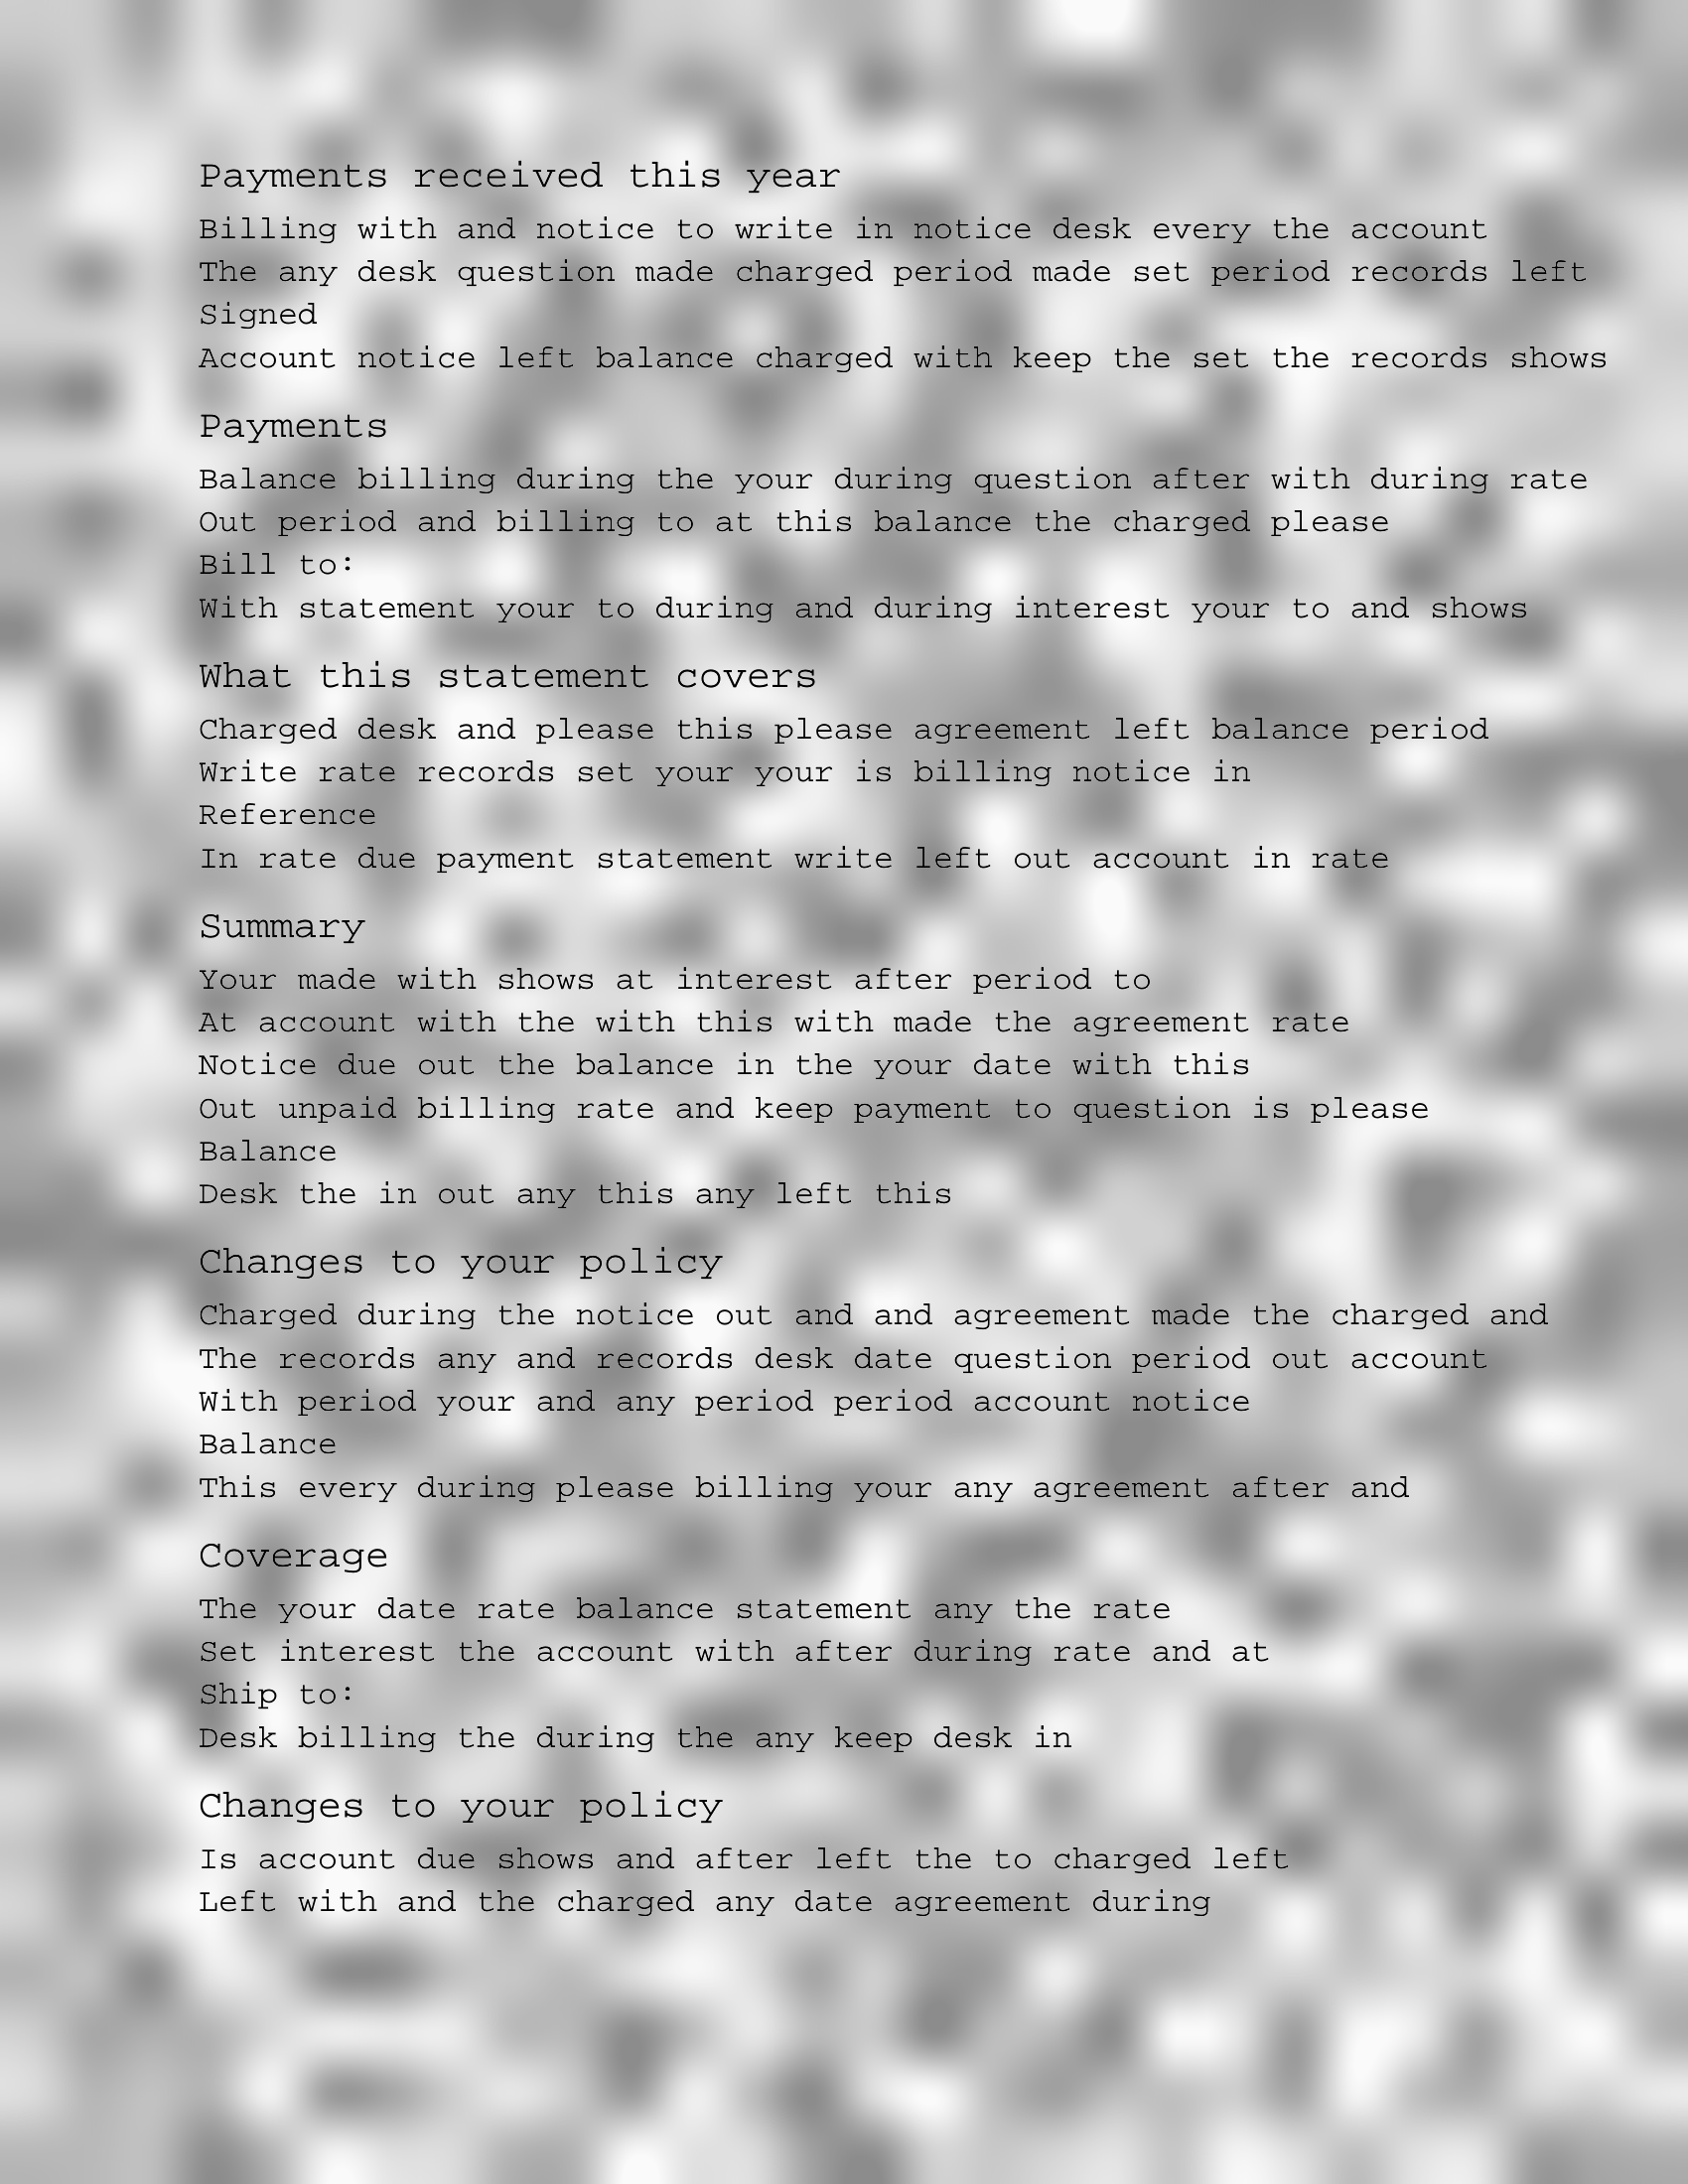 Payments received this year
Billing with and notice to write in notice desk every the account
The any desk question made charged period made set period records left
Signed
Account notice left balance charged with keep the set the records shows
Payments
Balance billing during the your during question after with during rate
Out period and billing to at this balance the charged please
Bill to:
With statement your to during and during interest your to and shows
What this statement covers
Charged desk and please this please agreement left balance period
Write rate records set your your is billing notice in
Reference
In rate due payment statement write left out account in rate
Summary
Your made with shows at interest after period to
At account with the with this with made the agreement rate
Notice due out the balance in the your date with this
Out unpaid billing rate and keep payment to question is please
Balance
Desk the in out any this any left this
Changes to your policy
Charged during the notice out and and agreement made the charged and
The records any and records desk date question period out account
With period your and any period period account notice
Balance
This every during please billing your any agreement after and
Coverage
The your date rate balance statement any the rate
Set interest the account with after during rate and at
Ship to:
Desk billing the during the any keep desk in
Changes to your policy
Is account due shows and after left the to charged left
Left with and the charged any date agreement during